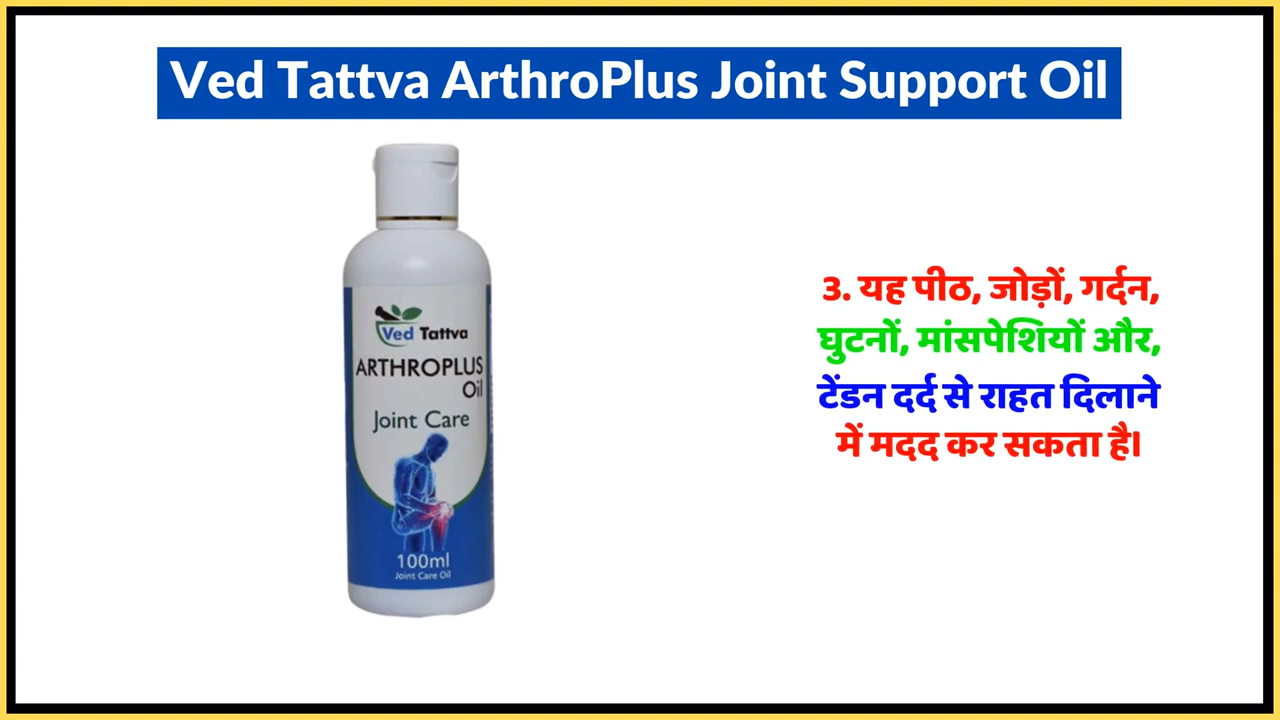 Ved Tattva ArthroPlus Joint Support Oil
Ved Tattva
ARTHROPLUS
Oil
Joint Care
100ml
Joint Care Oil
३. यह पीठ, जोड़ों, गर्दन,
घुटनों, मांसपेशियों और,
टेंडन दर्द से राहत दिलाने
में मदद कर सकता है।